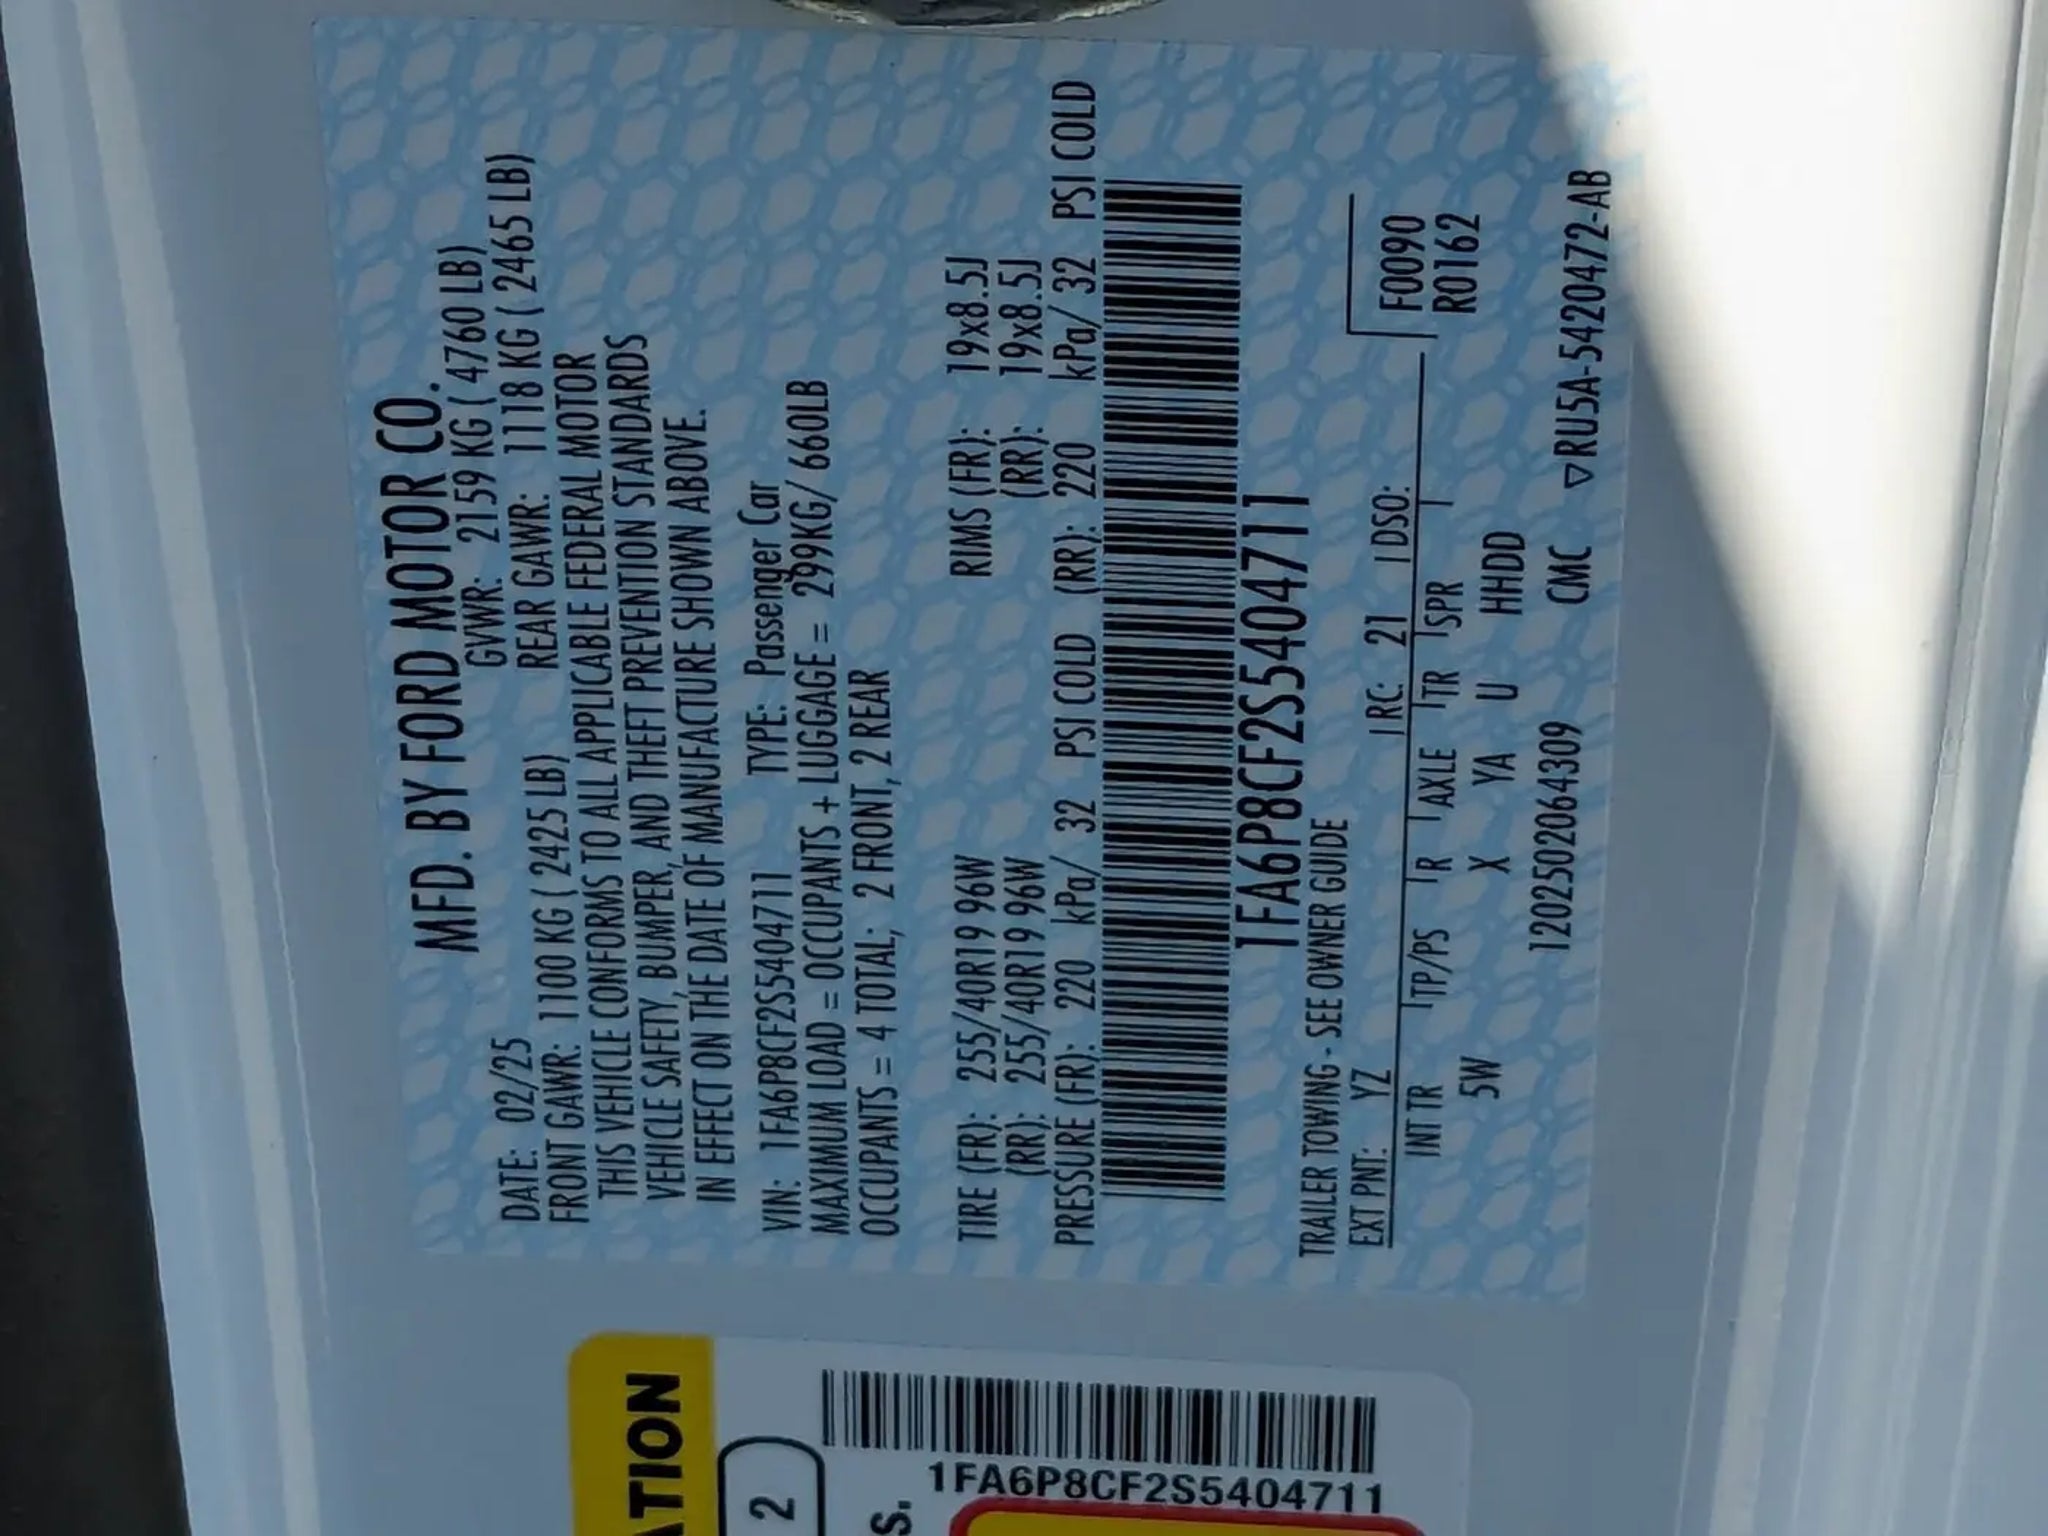 MFD. BY FORD MOTOR CO.
DATE: 02/25 GVWR: 2159 KG ( 4760 LB)
FRONT GAWR: 1100 KG ( 2425 LB) REAR GAWR: 1118 KG ( 2465 LB)
THIS VEHICLE CONFORMS TO ALL APPLICABLE FEDERAL MOTOR
VEHICLE SAFETY, BUMPER, AND THEFT PREVENTION STANDARDS
IN EFFECT ON THE DATE OF MANUFACTURE SHOWN ABOVE.
VIN: 1FA6P8CF2S5404711 TYPE: Passenger Car
MAXIMUM LOAD = OCCUPANTS + LUGGAGE = 299KG/ 660LB
OCCUPANTS = 4 TOTAL; 2 FRONT, 2 REAR
TIRE (FR): 255/40R19 96W RIMS (FR): 19x8.5J
(RR): 255/40R19 96W (RR): 19x8.5J
PRESSURE (FR): 220 kPa/ 32 PSI COLD (RR): 220 kPa/ 32 PSI COLD
1FA6P8CF2S5404711
TRAILER TOWING - SEE OWNER GUIDE
EXT PNT: YZ RC: 21 DSO:
F0090
INT TR TP/PS R AXLE TR SPR
R0162
5W X YA U HHDD
1202502064309 CMC ▽RU5A-5420472-AB
ATION
2
S.
1FA6P8CF2S5404711